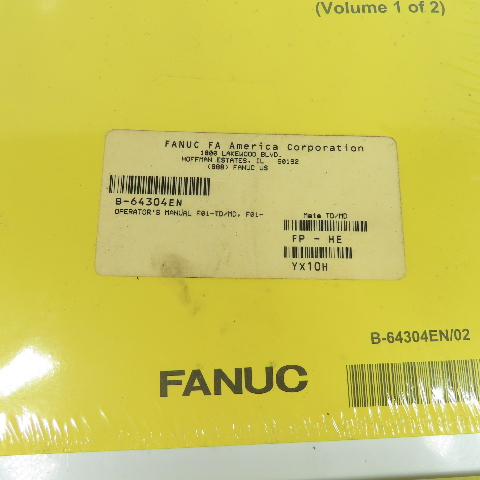 (Volume 1 of 2)
FANUC FA America Corporation
1800 LAKEWOOD BLVD.
HOFFMAN ESTATES, IL 60192
(888) FANUC US
B-64304EN
OPERATOR'S MANUAL F0i-TD/MD, F0i-
Mate TD/MD
FP - HE
Yx10H
B-64304EN/02
FANUC